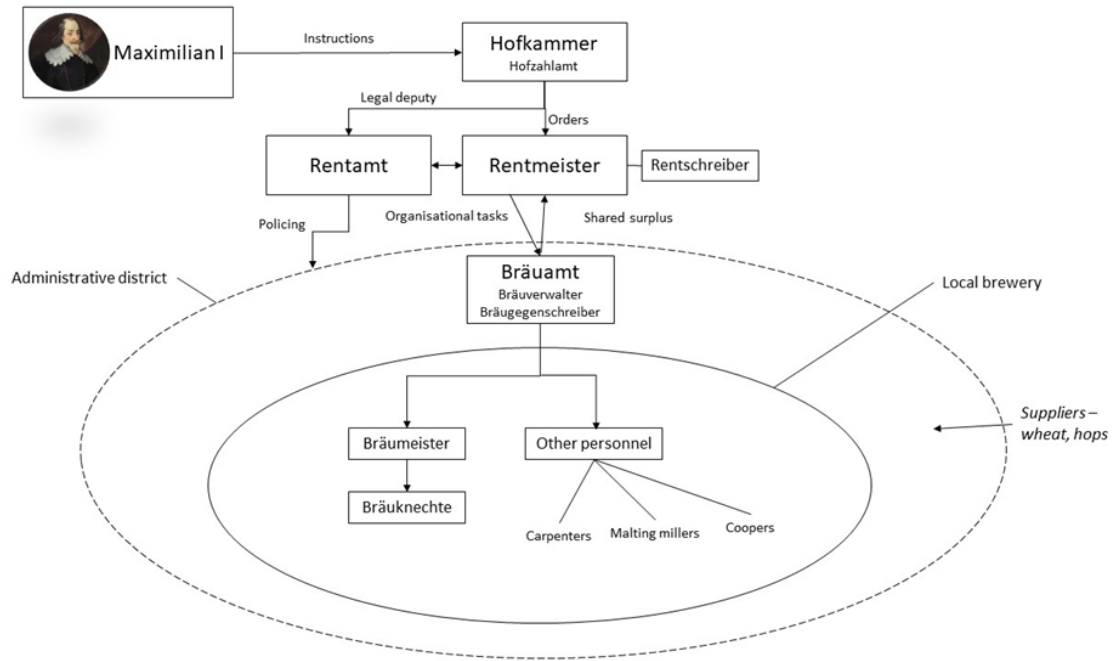 Maximilian I
Instructions
Hofkammer
Hofzahlamt
Legal deputy
Orders
Rentamt
Rentmeister
Rentschreiber
Policing
Organisational tasks
Shared surplus
Administrative district
Bräuamt
Bräuverwalter
Bräugegenschreiber
Local brewery
Suppliers –
wheat, hops
Bräumeister
Other personnel
Bräuknechte
Carpenters
Malting millers
Coopers